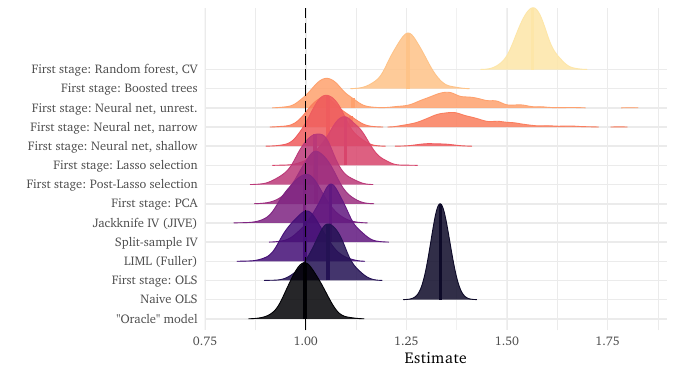 First stage: Random forest, CV
First stage: Boosted trees
First stage: Neural net, unrest.
First stage: Neural net, narrow
First stage: Neural net, shallow
First stage: Lasso selection
First stage: Post-Lasso selection
First stage: PCA
Jackknife IV (JIVE)
Split-sample IV
LIML (Fuller)
First stage: OLS
Naive OLS
"Oracle" model
0.75 1.00 1.25 1.50 1.75
Estimate